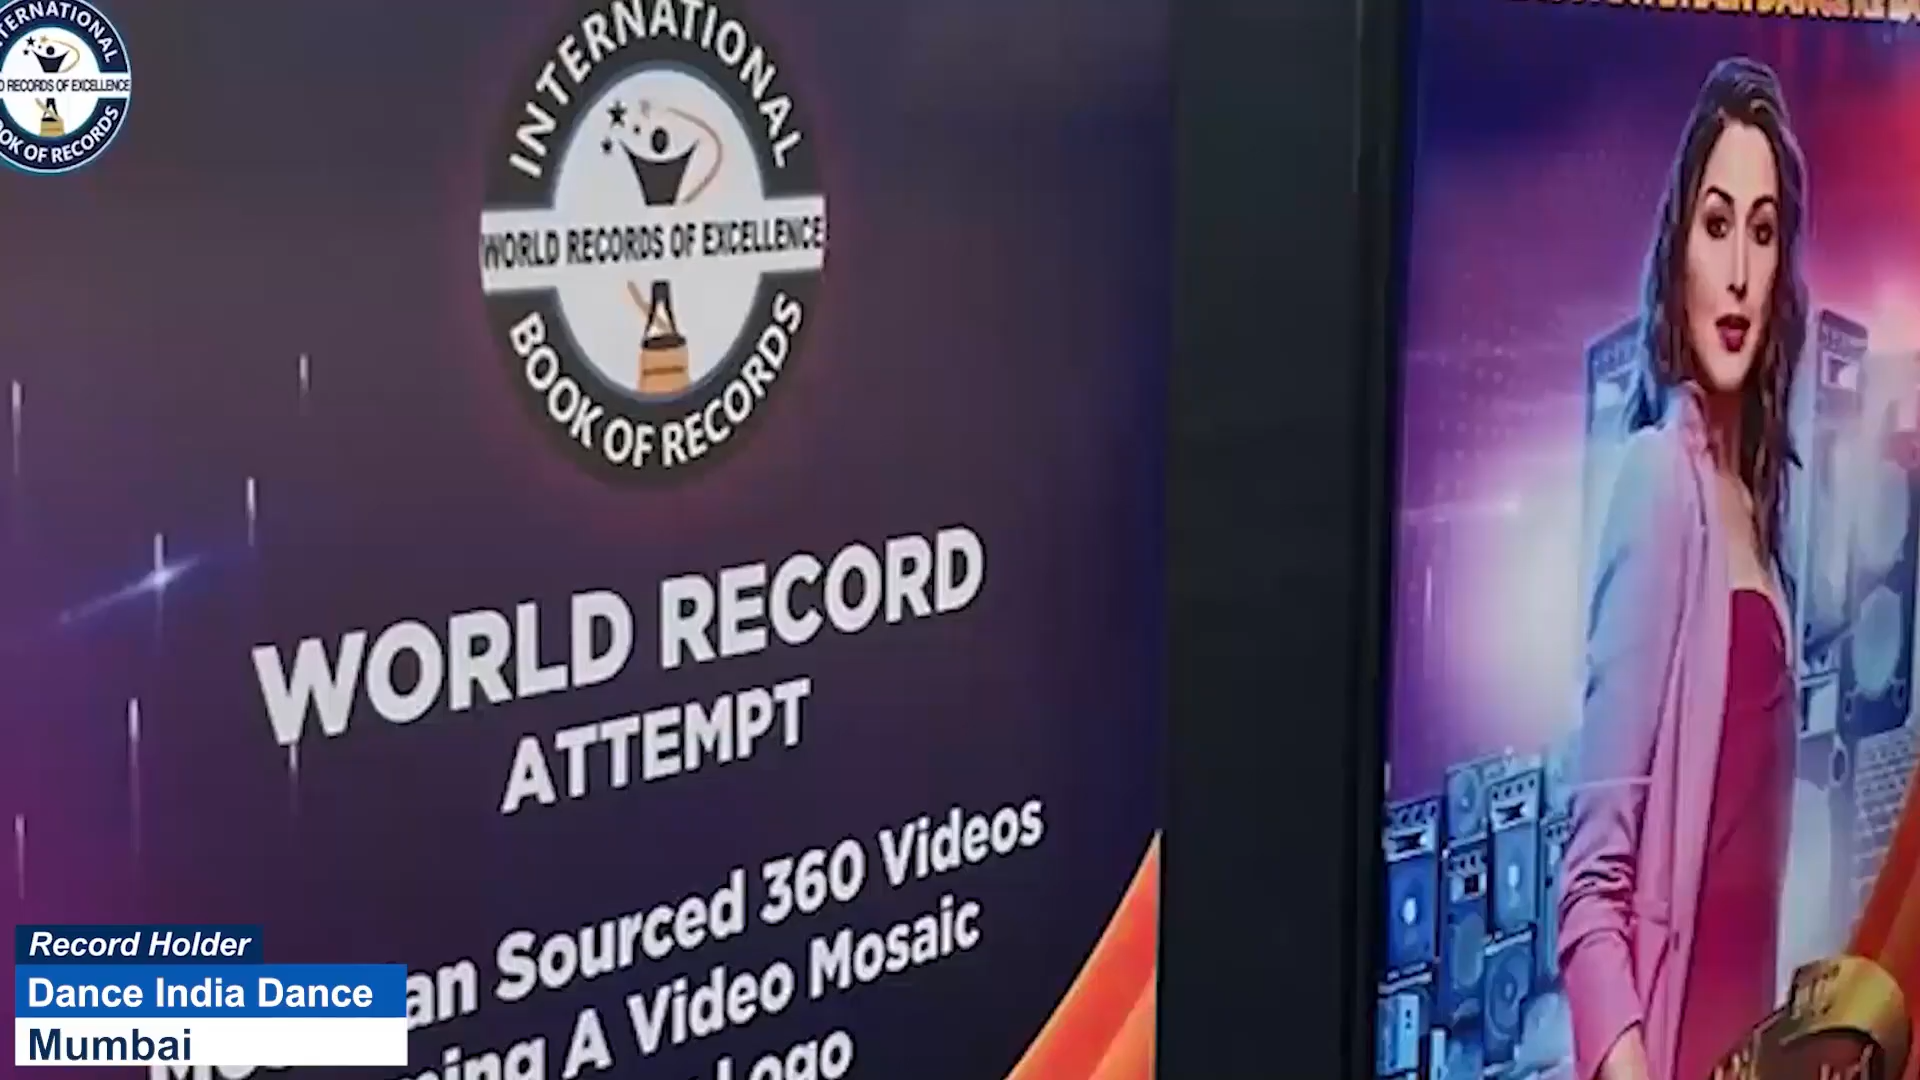 INTERNATIONAL
WORLD RECORDS OF EXCELLENCE
BOOK OF RECORDS
RECORDS OF EXCELLENCE
OF RECORDS
WORLD RECORD
ATTEMPT
Sourced 360 Videos
A Video Mosaic
Logo
Record Holder
Dance India Dance
Mumbai